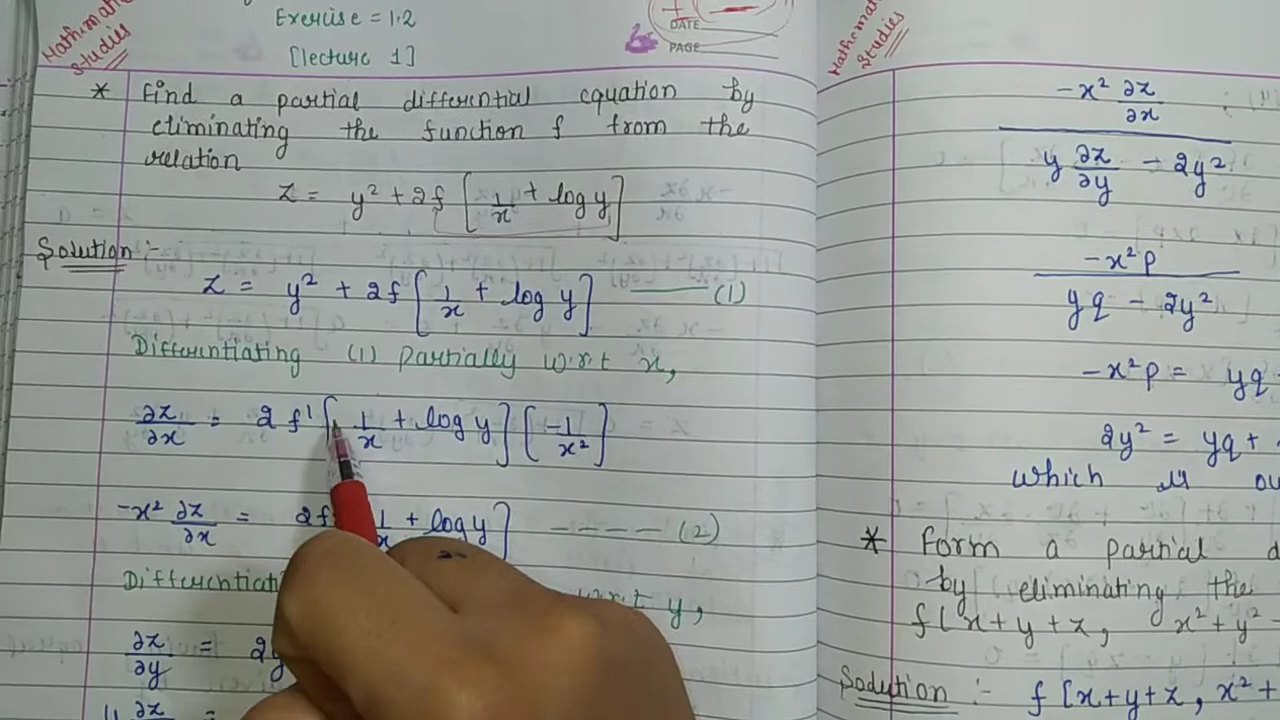 Mathematic
Studies
Exercise = 1.2
[lecture 1]
DATE
PAGE
* Find a partial differential equation by
eliminating the function f from the
relation
z = y² + 2f [1/x + log y]
Solution :-
z = y² + 2f [1/x + log y] —— (1)
Differentiating (1) partially w.r.t x,
∂z/∂x = 2 f' [1/x + log y] [-1/x²]
-x² ∂z/∂x = 2f 1/x + log y] ---- (2)
w.r.t y,
∂z/∂y = 2y
∂z =
Studies
-x² ∂z/∂x
y ∂z/∂y - 2y²
-x²p
yq - 2y²
-x²p = yq
2y² = yq +
which is
* Form a partial
by eliminating the
f(x+y+z, x²+y²-
Solution :- f[x+y+z, x²+